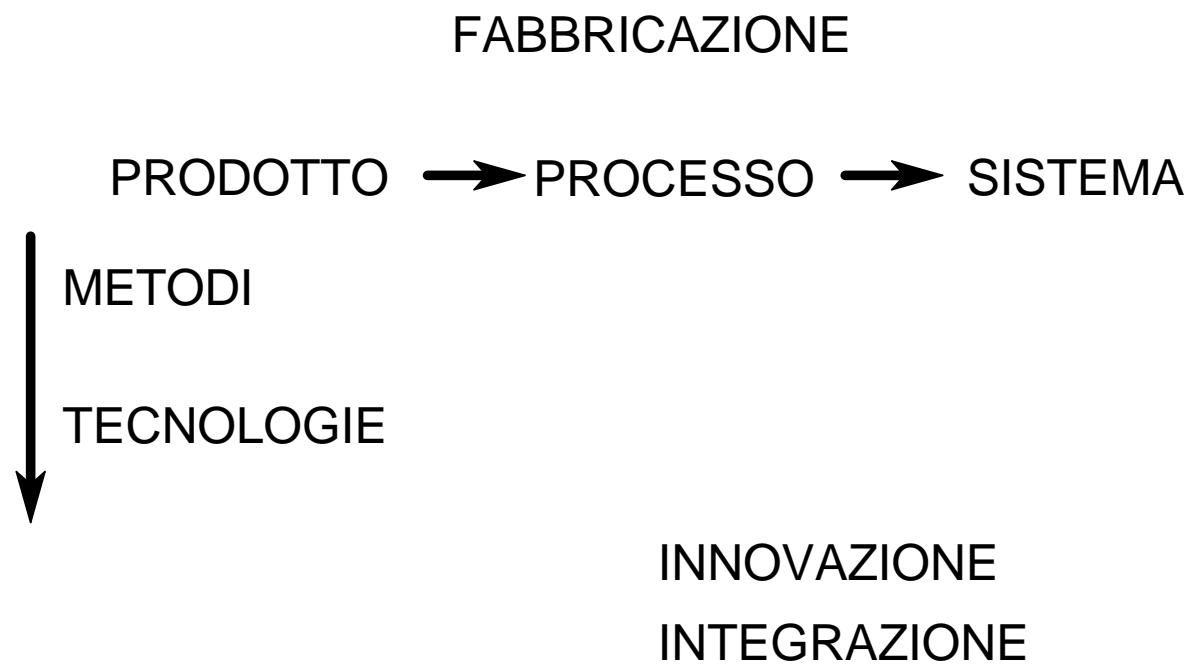 FABBRICAZIONE
PRODOTTO PROCESSO SISTEMA
METODI
TECNOLOGIE
INNOVAZIONE
INTEGRAZIONE